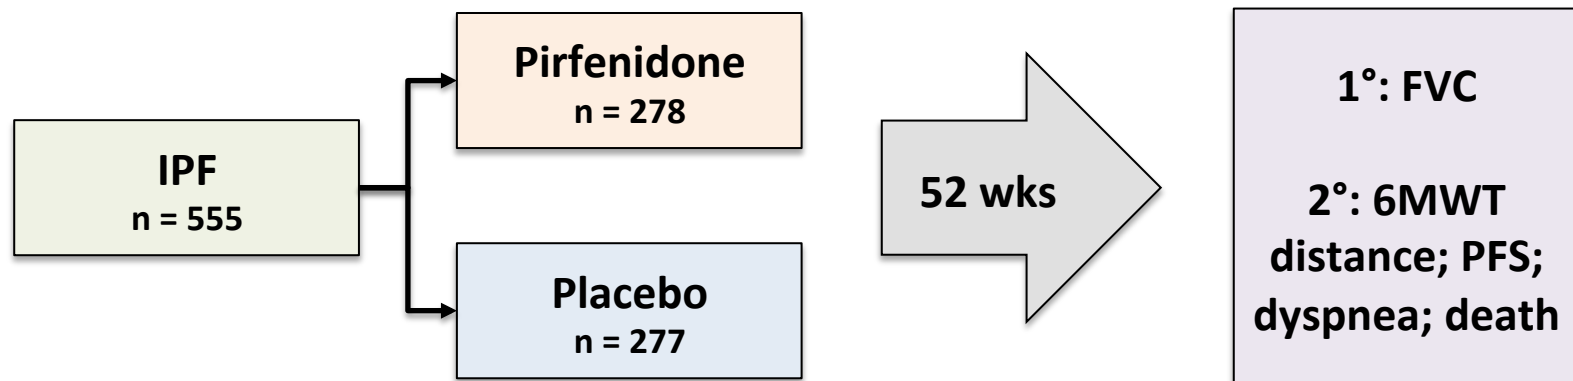 IPF
n = 555
Pirfenidone
n = 278
Placebo
n = 277
52 wks
1°: FVC
2°: 6MWT
distance; PFS;
dyspnea; death